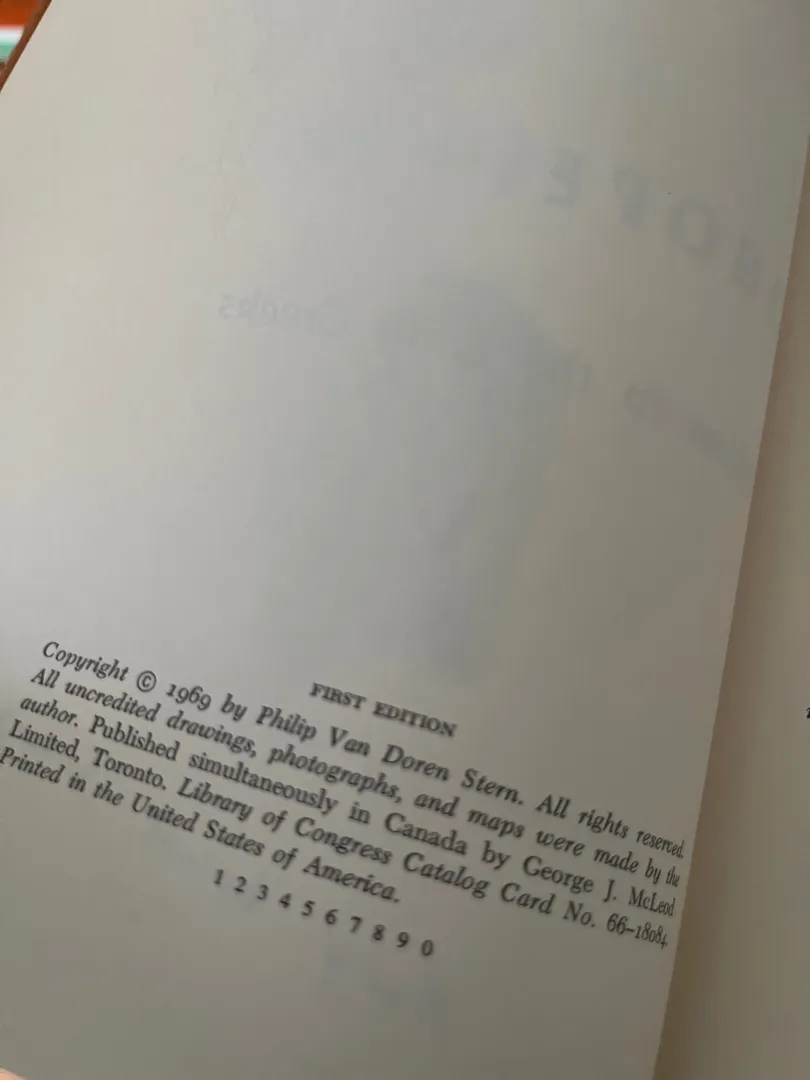 FIRST EDITION
Copyright © 1969 by Philip Van Doren Stern. All rights reserved.
All uncredited drawings, photographs, and maps were made by the
author. Published simultaneously in Canada by George J. McLeod
Limited, Toronto. Library of Congress Catalog Card No. 66–18084
Printed in the United States of America.
1 2 3 4 5 6 7 8 9 0